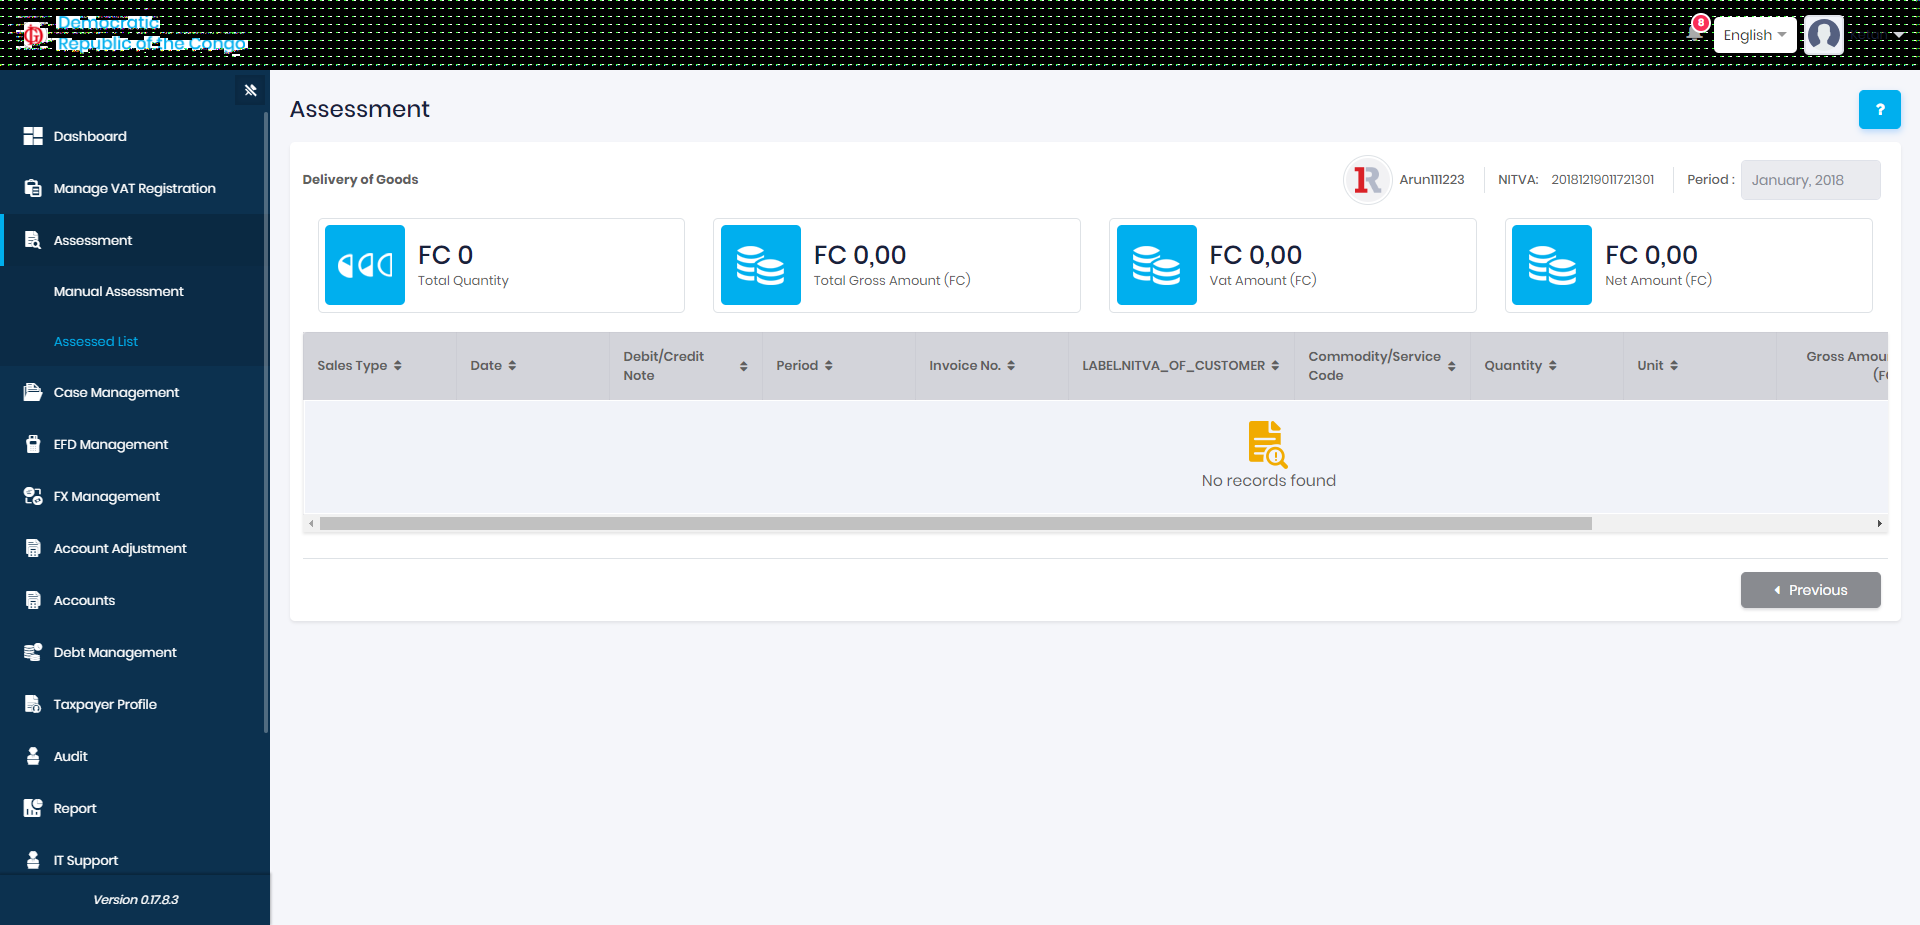 Democratic
Republic of the Congo
8
English
Assessment
?
Dashboard
Manage VAT Registration
Assessment
Manual Assessment
Assessed List
Case Management
EFD Management
FX Management
Account Adjustment
Accounts
Debt Management
Taxpayer Profile
Audit
Report
IT Support
Version 0.17.8.3
Delivery of Goods
Arun111223
NITVA: 20181219011721301
Period : January, 2018
FC 0
Total Quantity
FC 0,00
Total Gross Amount (FC)
FC 0,00
Vat Amount (FC)
FC 0,00
Net Amount (FC)
Sales Type
Date
Debit/Credit
Note
Period
Invoice No.
LABEL.NITVA_OF_CUSTOMER
Commodity/Service
Code
Quantity
Unit
Gross Amou
No records found
Previous